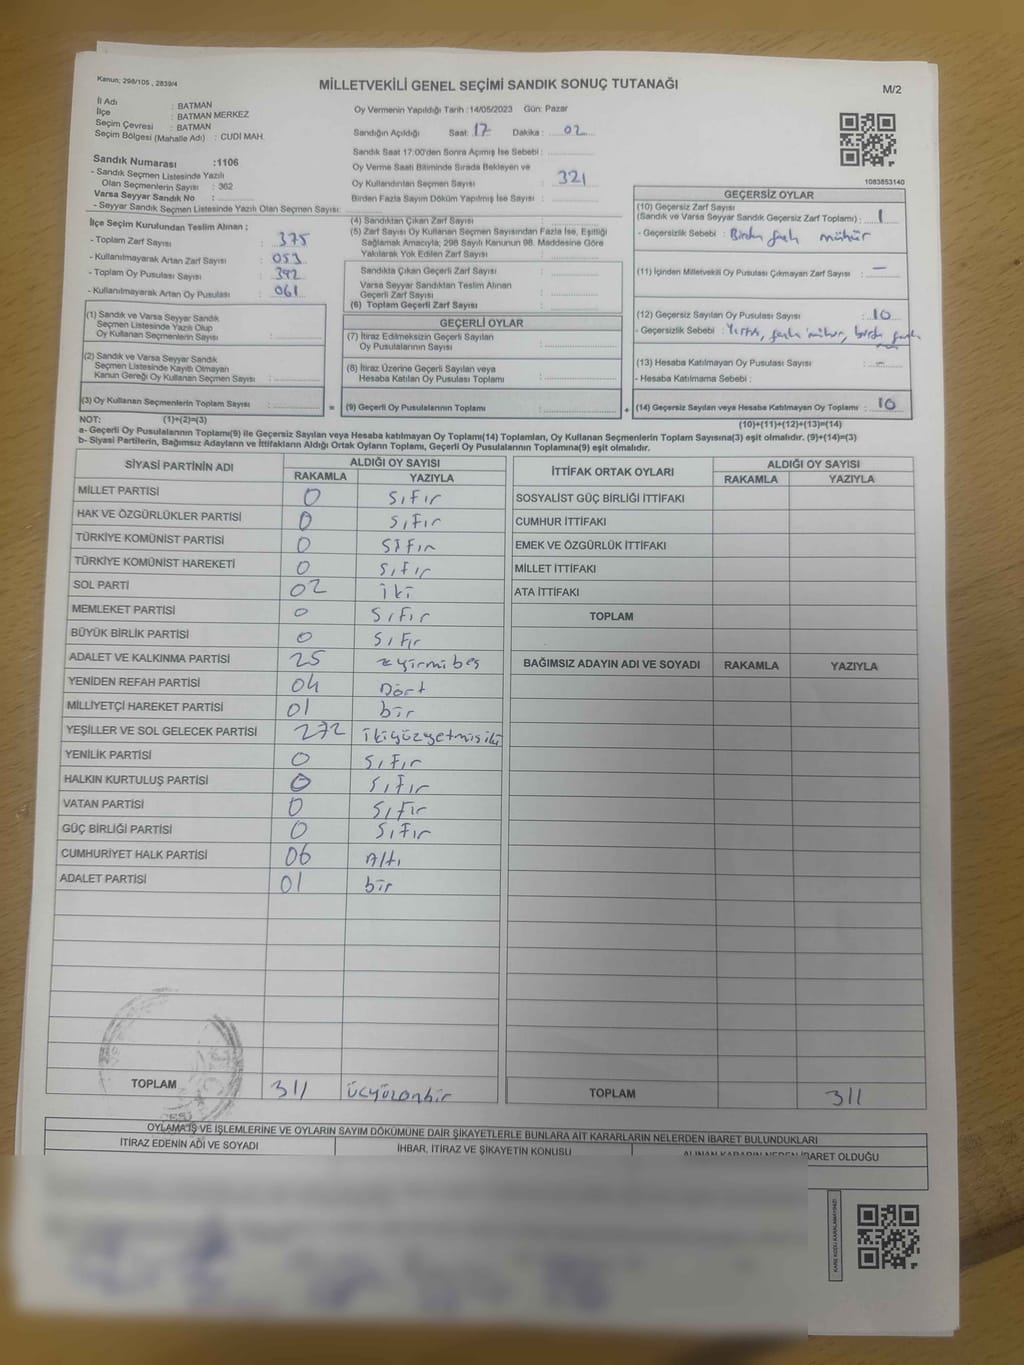 Kanun; 298/105 , 2839/4
MİLLETVEKİLİ GENEL SEÇİMİ SANDIK SONUÇ TUTANAĞI
M/2
İl Adı : BATMAN
İlçe : BATMAN MERKEZ
Seçim Çevresi : BATMAN
Seçim Bölgesi (Mahalle Adı) : CUDİ MAH.
Sandık Numarası :1106
- Sandık Seçmen Listesinde Yazılı
Olan Seçmenlerin Sayısı : 362
Varsa Seyyar Sandık No :
- Seyyar Sandık Seçmen Listesinde Yazılı Olan Seçmen Sayısı:
Oy Vermenin Yapıldığı Tarih :14/05/2023 Gün: Pazar
Sandığın Açıldığı Saat: 17 Dakika : 02
Sandık Saat 17:00'den Sonra Açmış İse Sebebi :
Oy Verme Saati Bitiminde Sırada Bekleyen ve
Oy Kullandırılan Seçmen Sayısı : 321
Birden Fazla Sayım Döküm Yapılmış İse Sayısı :
1083853140
İlçe Seçim Kurulundan Teslim Alınan ;
- Toplam Zarf Sayısı : 375
- Kullanılmayarak Artan Zarf Sayısı : 053
- Toplam Oy Pusulası Sayısı : 392
- Kullanılmayarak Artan Oy Pusulası : 061
(1) Sandık ve Varsa Seyyar Sandık
Seçmen Listesinde Yazılı Olup
Oy Kullanan Seçmenlerin Sayısı :
(2) Sandık ve Varsa Seyyar Sandık
Seçmen Listesinde Kayıtlı Olmayan
Kanun Gereği Oy Kullanan Seçmen Sayısı :
(3) Oy Kullanan Seçmenlerin Toplam Sayısı :
(4) Sandıktan Çıkan Zarf Sayısı :
(5) Zarf Sayısı Oy Kullanan Seçmen Sayısından Fazla İse, Eşitliği
Sağlamak Amacıyla; 298 Sayılı Kanunun 98. Maddesine Göre
Yakılarak Yok Edilen Zarf Sayısı :
Sandıkta Çıkan Geçerli Zarf Sayısı :
Varsa Seyyar Sandıktan Teslim Alınan
Geçerli Zarf Sayısı :
(6) Toplam Geçerli Zarf Sayısı :
GEÇERLİ OYLAR
(7) İtiraz Edilmeksizin Geçerli Sayılan
Oy Pusulalarının Sayısı :
(8) İtiraz Üzerine Geçerli Sayılan veya
Hesaba Katılan Oy Pusulası Toplamı :
= (9) Geçerli Oy Pusulalarının Toplamı : +
GEÇERSİZ OYLAR
(10) Geçersiz Zarf Sayısı
(Sandık ve Varsa Seyyar Sandık Geçersiz Zarf Toplamı) : 1
- Geçersizlik Sebebi : Birden fazla mühür
(11) İçinden Milletvekili Oy Pusulası Çıkmayan Zarf Sayısı : —
(12) Geçersiz Sayılan Oy Pusulası Sayısı : 10
- Geçersizlik Sebebi : fazla mühür, birden fazla
(13) Hesaba Katılmayan Oy Pusulası Sayısı : -
- Hesaba Katılmama Sebebi :
(14) Geçersiz Sayılan veya Hesaba Katılmayan Oy Toplamı : 10
NOT: (1)+(2)=(3)
(10)+(11)+(12)+(13)=(14)
a- Geçerli Oy Pusulalarının Toplamı(9) ile Geçersiz Sayılan veya Hesaba katılmayan Oy Toplamı(14) Toplamları, Oy Kullanan Seçmenlerin Toplam Sayısına(3) eşit olmalıdır. (9)+(14)=(3)
b- Siyasi Partilerin, Bağımsız Adayların ve İttifakların Aldığı Ortak Oyların Toplamı, Geçerli Oy Pusulalarının Toplamına(9) eşit olmalıdır.
SİYASİ PARTİNİN ADI ALDIĞI OY SAYISI
RAKAMLA YAZIYLA
MİLLET PARTİSİ 0 Sıfır
HAK VE ÖZGÜRLÜKLER PARTİSİ 0 Sıfır
TÜRKİYE KOMÜNİST PARTİSİ 0 Sıfır
TÜRKİYE KOMÜNİST HAREKETİ 0 Sıfır
SOL PARTİ 02 iki
MEMLEKET PARTİSİ 0 Sıfır
BÜYÜK BİRLİK PARTİSİ 0 Sıfır
ADALET VE KALKINMA PARTİSİ 25 yirmi beş
YENİDEN REFAH PARTİSİ 04 Dört
MİLLİYETÇİ HAREKET PARTİSİ 01 bir
YEŞİLLER VE SOL GELECEK PARTİSİ 272 ikiyüzyetmişiki
YENİLİK PARTİSİ 0 Sıfır
HALKIN KURTULUŞ PARTİSİ 0 Sıfır
VATAN PARTİSİ 0 Sıfır
GÜÇ BİRLİĞİ PARTİSİ 0 Sıfır
CUMHURİYET HALK PARTİSİ 06 Altı
ADALET PARTİSİ 01 bir
TOPLAM 311 üçyüzonbir
İTTİFAK ORTAK OYLARI ALDIĞI OY SAYISI
RAKAMLA YAZIYLA
SOSYALİST GÜÇ BİRLİĞİ İTTİFAKI
CUMHUR İTTİFAKI
EMEK VE ÖZGÜRLÜK İTTİFAKI
MİLLET İTTİFAKI
ATA İTTİFAKI
TOPLAM
BAĞIMSIZ ADAYIN ADI VE SOYADI RAKAMLA YAZIYLA
TOPLAM 311
OYLAMA İŞ VE İŞLEMLERİNE VE OYLARIN SAYIM DÖKÜMÜNE DAİR ŞİKAYETLERLE BUNLARA AİT KARARLARIN NELERDEN İBARET BULUNDUKLARI
İTİRAZ EDENİN ADI VE SOYADI İHBAR, İTİRAZ VE ŞİKAYETİN KONUSU ALINAN KARARIN NEDEN İBARET OLDUĞU
KARE KODU KARALAMAYINIZ!